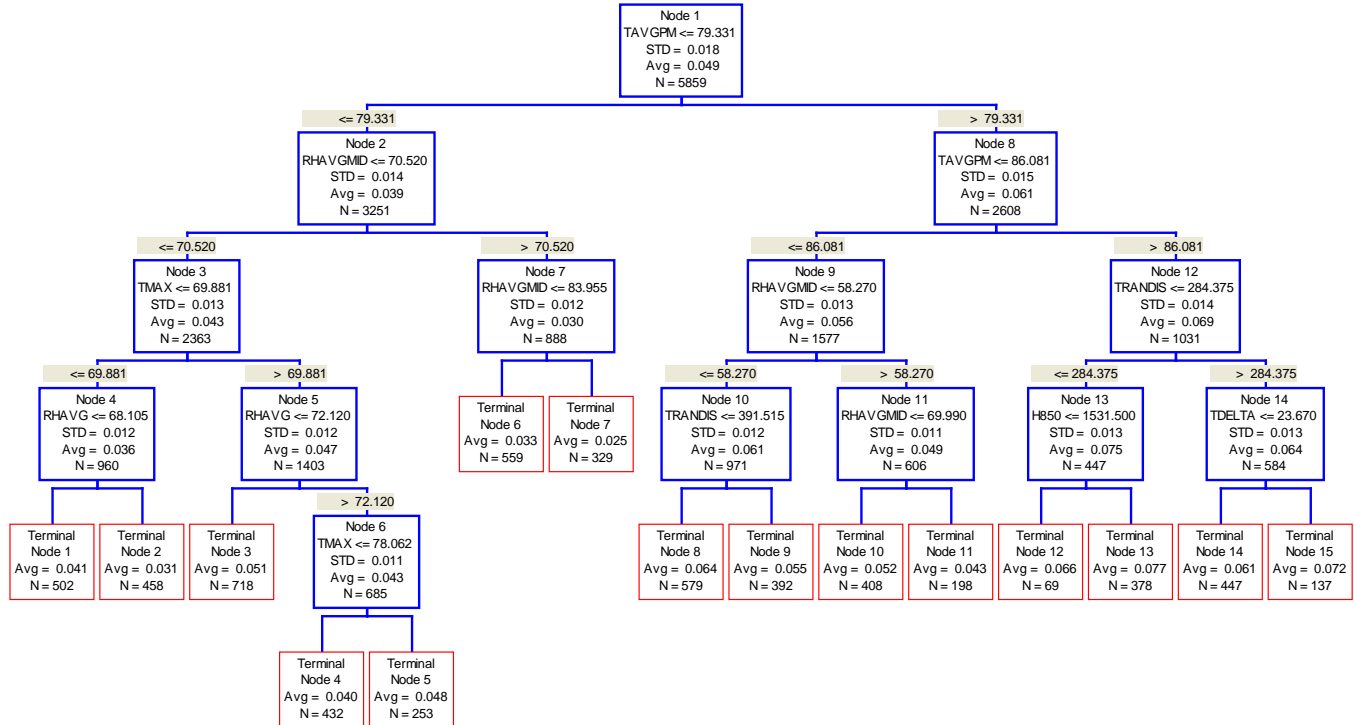 Node 1
TAVGPM <= 79.331
STD = 0.018
Avg = 0.049
N = 5859
<= 79.331
> 79.331
Node 2
RHAVGMID <= 70.520
STD = 0.014
Avg = 0.039
N = 3251
Node 8
TAVGPM <= 86.081
STD = 0.015
Avg = 0.061
N = 2608
<= 70.520
> 70.520
<= 86.081
> 86.081
Node 3
TMAX <= 69.881
STD = 0.013
Avg = 0.043
N = 2363
Node 7
RHAVGMID <= 83.955
STD = 0.012
Avg = 0.030
N = 888
Node 9
RHAVGMID <= 58.270
STD = 0.013
Avg = 0.056
N = 1577
Node 12
TRANDIS <= 284.375
STD = 0.014
Avg = 0.069
N = 1031
<= 69.881
> 69.881
<= 58.270
> 58.270
<= 284.375
> 284.375
Node 4
RHAVG <= 68.105
STD = 0.012
Avg = 0.036
N = 960
Node 5
RHAVG <= 72.120
STD = 0.012
Avg = 0.047
N = 1403
Terminal
Node 6
Avg = 0.033
N = 559
Terminal
Node 7
Avg = 0.025
N = 329
Node 10
TRANDIS <= 391.515
STD = 0.012
Avg = 0.061
N = 971
Node 11
RHAVGMID <= 69.990
STD = 0.011
Avg = 0.049
N = 606
Node 13
H850 <= 1531.500
STD = 0.013
Avg = 0.075
N = 447
Node 14
TDELTA <= 23.670
STD = 0.013
Avg = 0.064
N = 584
> 72.120
Terminal
Node 1
Avg = 0.041
N = 502
Terminal
Node 2
Avg = 0.031
N = 458
Terminal
Node 3
Avg = 0.051
N = 718
Node 6
TMAX <= 78.062
STD = 0.011
Avg = 0.043
N = 685
Terminal
Node 8
Avg = 0.064
N = 579
Terminal
Node 9
Avg = 0.055
N = 392
Terminal
Node 10
Avg = 0.052
N = 408
Terminal
Node 11
Avg = 0.043
N = 198
Terminal
Node 12
Avg = 0.066
N = 69
Terminal
Node 13
Avg = 0.077
N = 378
Terminal
Node 14
Avg = 0.061
N = 447
Terminal
Node 15
Avg = 0.072
N = 137
Terminal
Node 4
Avg = 0.040
N = 432
Terminal
Node 5
Avg = 0.048
N = 253